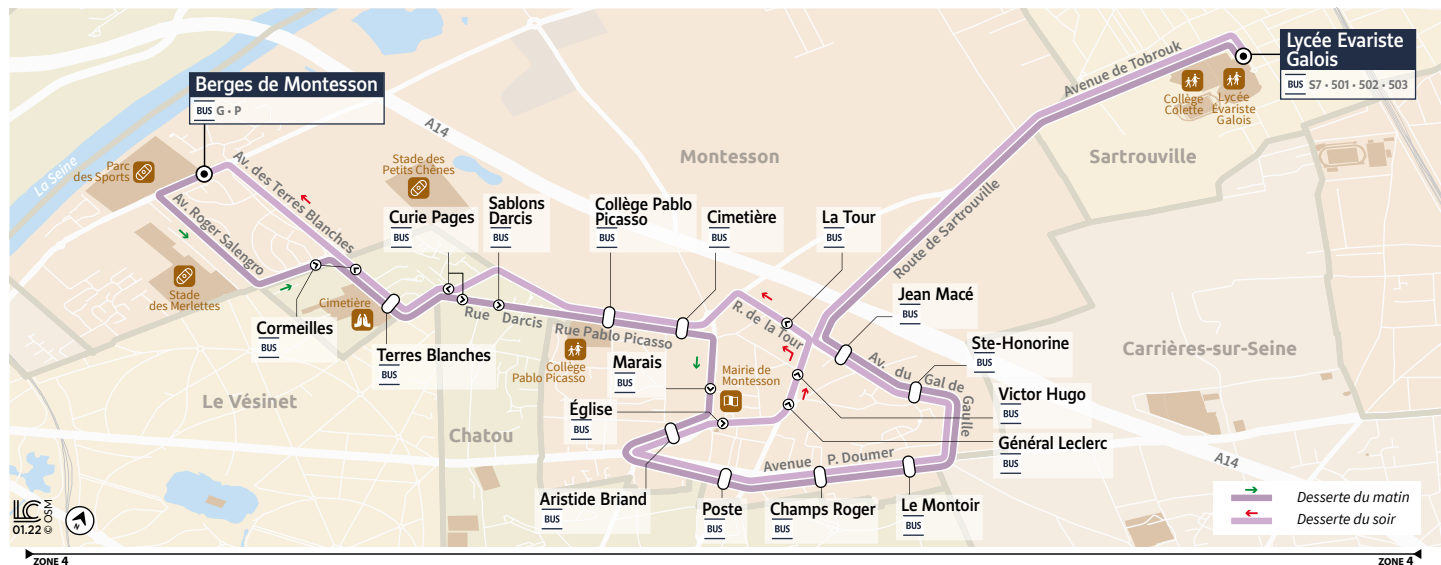 Berges de Montesson
BUS G • P
Lycée Evariste
Galois
BUS S7 • 501 • 502 • 503
La Seine
A14
Montesson
Sartrouville
Avenue de Tobrouk
Collège
Colette
Lycée
Évariste
Galois
Parc
des Sports
Av. des Terres Blanches
Stade des
Petits Chênes
Av. Roger Salengro
Stade
des Merlettes
Curie Pages
BUS
Sablons
Darcis
BUS
Collège Pablo
Picasso
BUS
Cimetière
BUS
La Tour
BUS
Route de Sartrouville
Jean Macé
BUS
Ste-Honorine
BUS
Cormeilles
BUS
Cimetière
Terres Blanches
BUS
Rue Darcis
Rue Pablo Picasso
Collège
Pablo Picasso
R. de la Tour
Marais
BUS
Mairie de
Montesson
Av. du Gal de
Gaulle
Carrières-sur-Seine
Victor Hugo
BUS
Le Vésinet
Chatou
Église
BUS
Général Leclerc
BUS
Avenue P. Doumer
A14
Aristide Briand
BUS
Poste
BUS
Champs Roger
BUS
Le Montoir
BUS
Desserte du matin
Desserte du soir
LC
01.22 © OSM
N
ZONE 4
ZONE 4